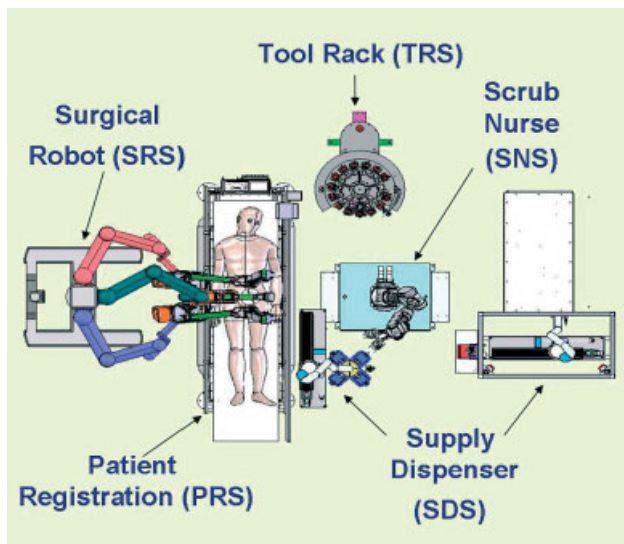 Tool Rack (TRS)
Surgical
Robot (SRS)
Scrub
Nurse
(SNS)
Patient
Registration (PRS)
Supply
Dispenser
(SDS)